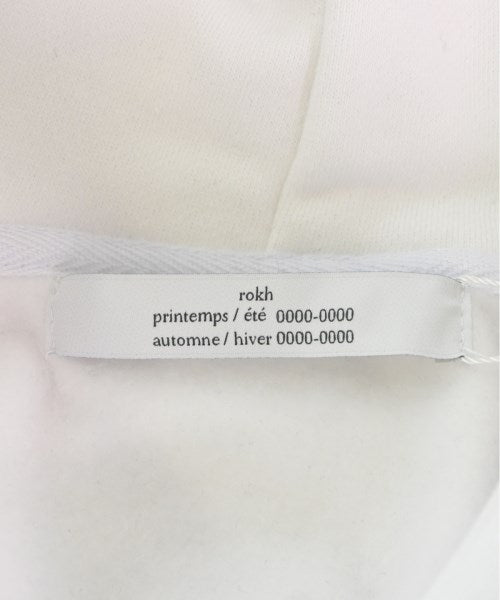 rokh
printemps / été 0000-0000
automne / hiver 0000-0000